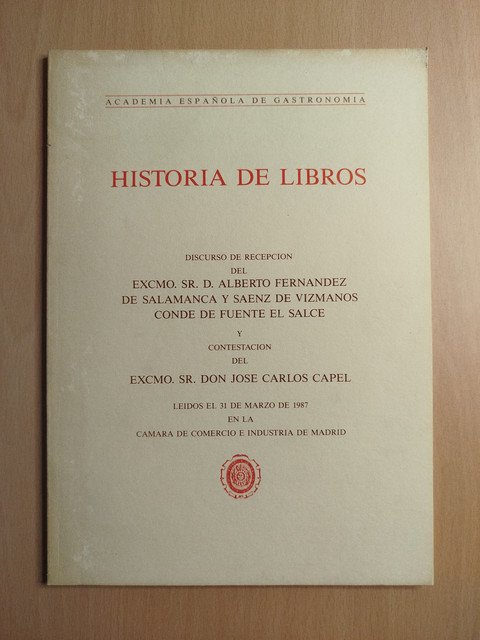 ACADEMIA ESPAÑOLA DE GASTRONOMIA
HISTORIA DE LIBROS
DISCURSO DE RECEPCION
DEL
EXCMO. SR. D. ALBERTO FERNANDEZ
DE SALAMANCA Y SAENZ DE VIZMANOS
CONDE DE FUENTE EL SALCE
Y
CONTESTACION
DEL
EXCMO. SR. DON JOSE CARLOS CAPEL
LEIDOS EL 31 DE MARZO DE 1987
EN LA
CAMARA DE COMERCIO E INDUSTRIA DE MADRID